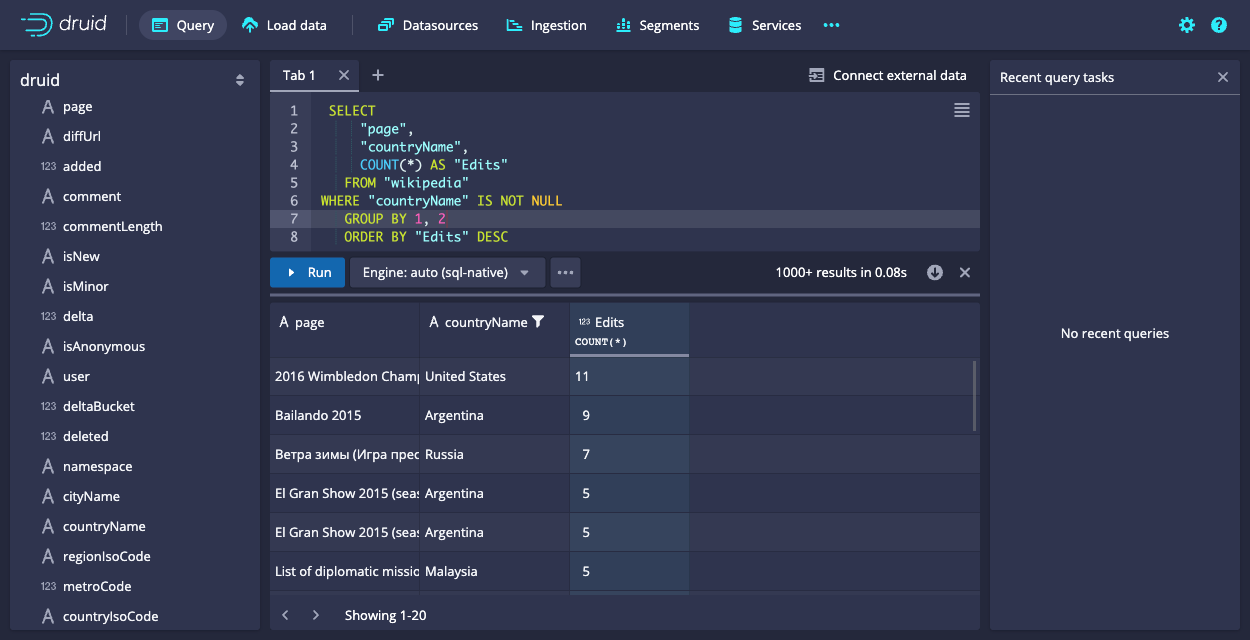 druid
Query
Load data
Datasources
Ingestion
Segments
Services
druid
A page
A diffUrl
123 added
A comment
123 commentLength
A isNew
A isMinor
123 delta
A isAnonymous
A user
123 deltaBucket
123 deleted
A namespace
A cityName
A countryName
A regionIsoCode
123 metroCode
A countryIsoCode
Tab 1
Connect external data
1 SELECT
2 "page",
3 "countryName",
4 COUNT(*) AS "Edits"
5 FROM "wikipedia"
6 WHERE "countryName" IS NOT NULL
7 GROUP BY 1, 2
8 ORDER BY "Edits" DESC
Run
Engine: auto (sql-native)
1000+ results in 0.08s
A page A countryName 123 Edits
COUNT(*)
2016 Wimbledon Champ United States 11
Bailando 2015 Argentina 9
Ветра зимы (Игра прес Russia 7
El Gran Show 2015 (seas Argentina 5
El Gran Show 2015 (seas Argentina 5
List of diplomatic missio Malaysia 5
Showing 1-20
Recent query tasks
No recent queries